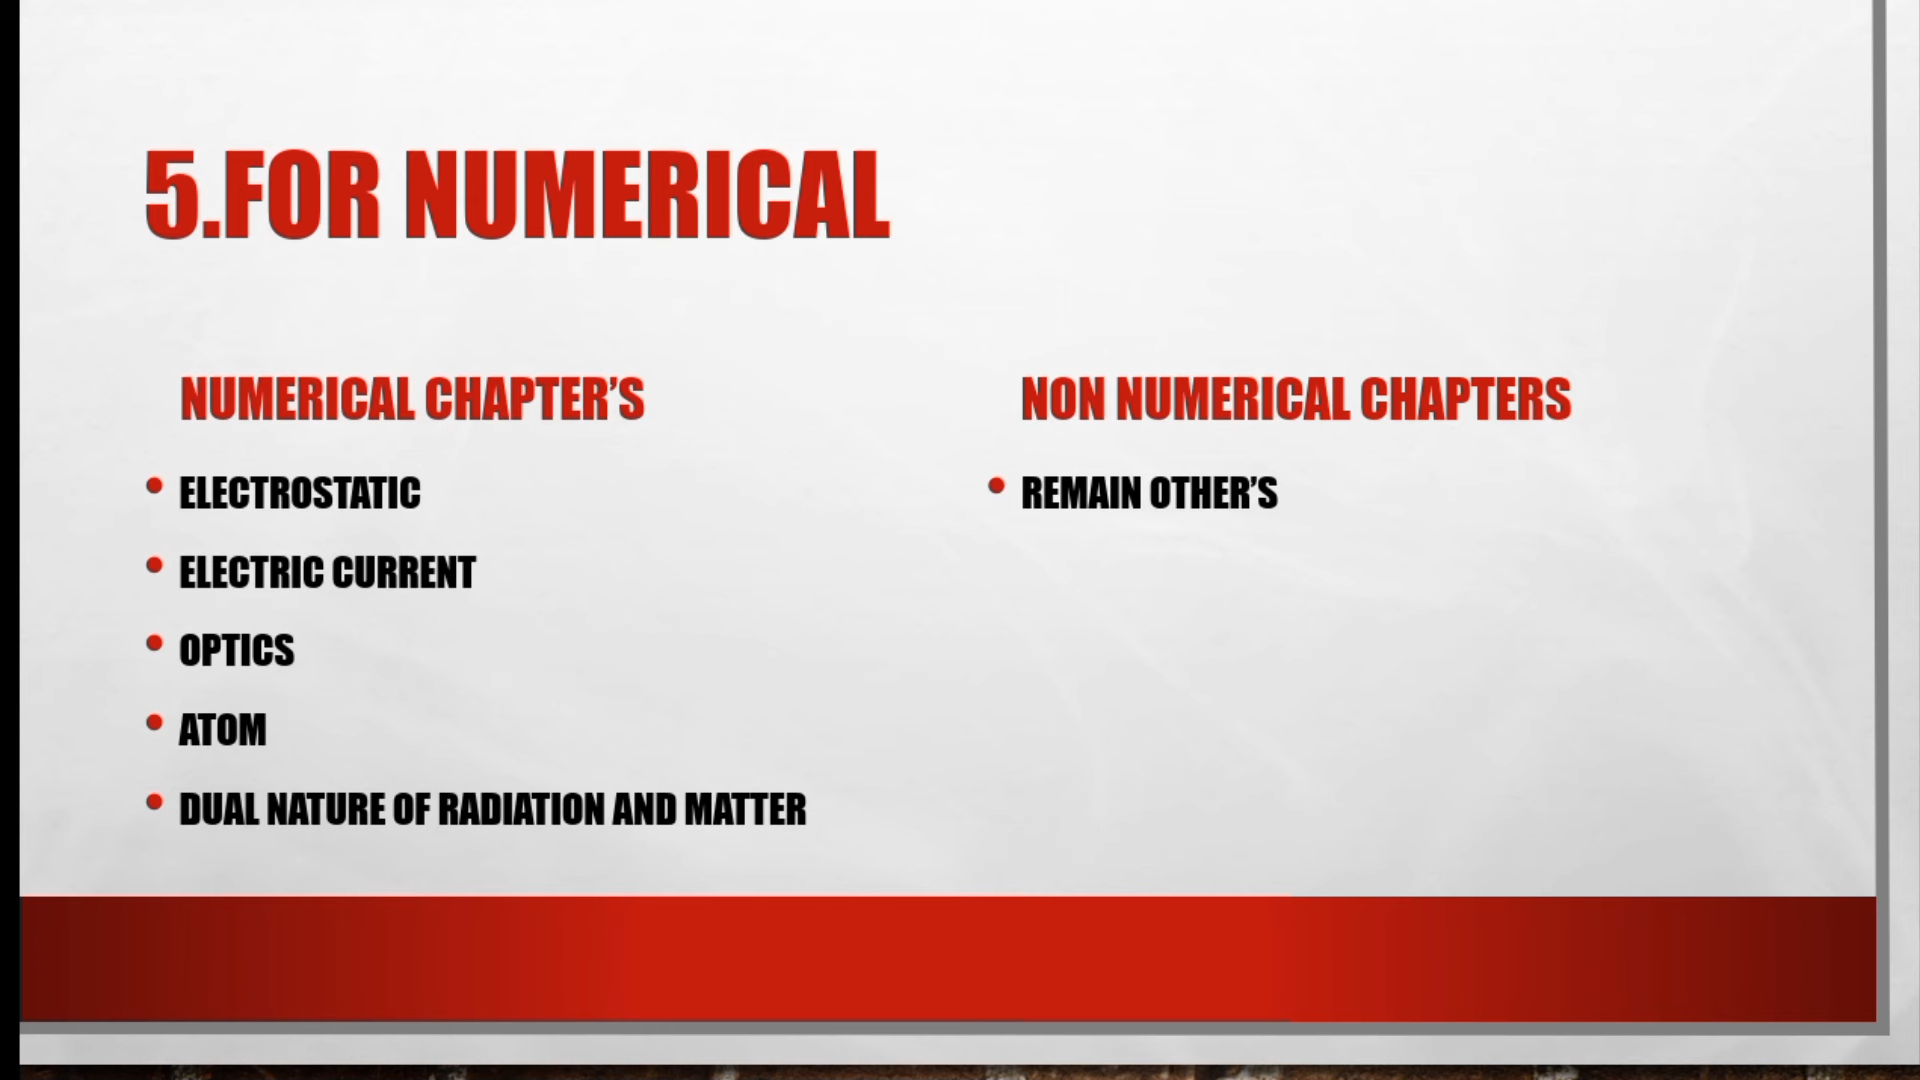 5.FOR NUMERICAL
NUMERICAL CHAPTER’S
ELECTROSTATIC
ELECTRIC CURRENT
OPTICS
ATOM
DUAL NATURE OF RADIATION AND MATTER
NON NUMERICAL CHAPTERS
REMAIN OTHER’S